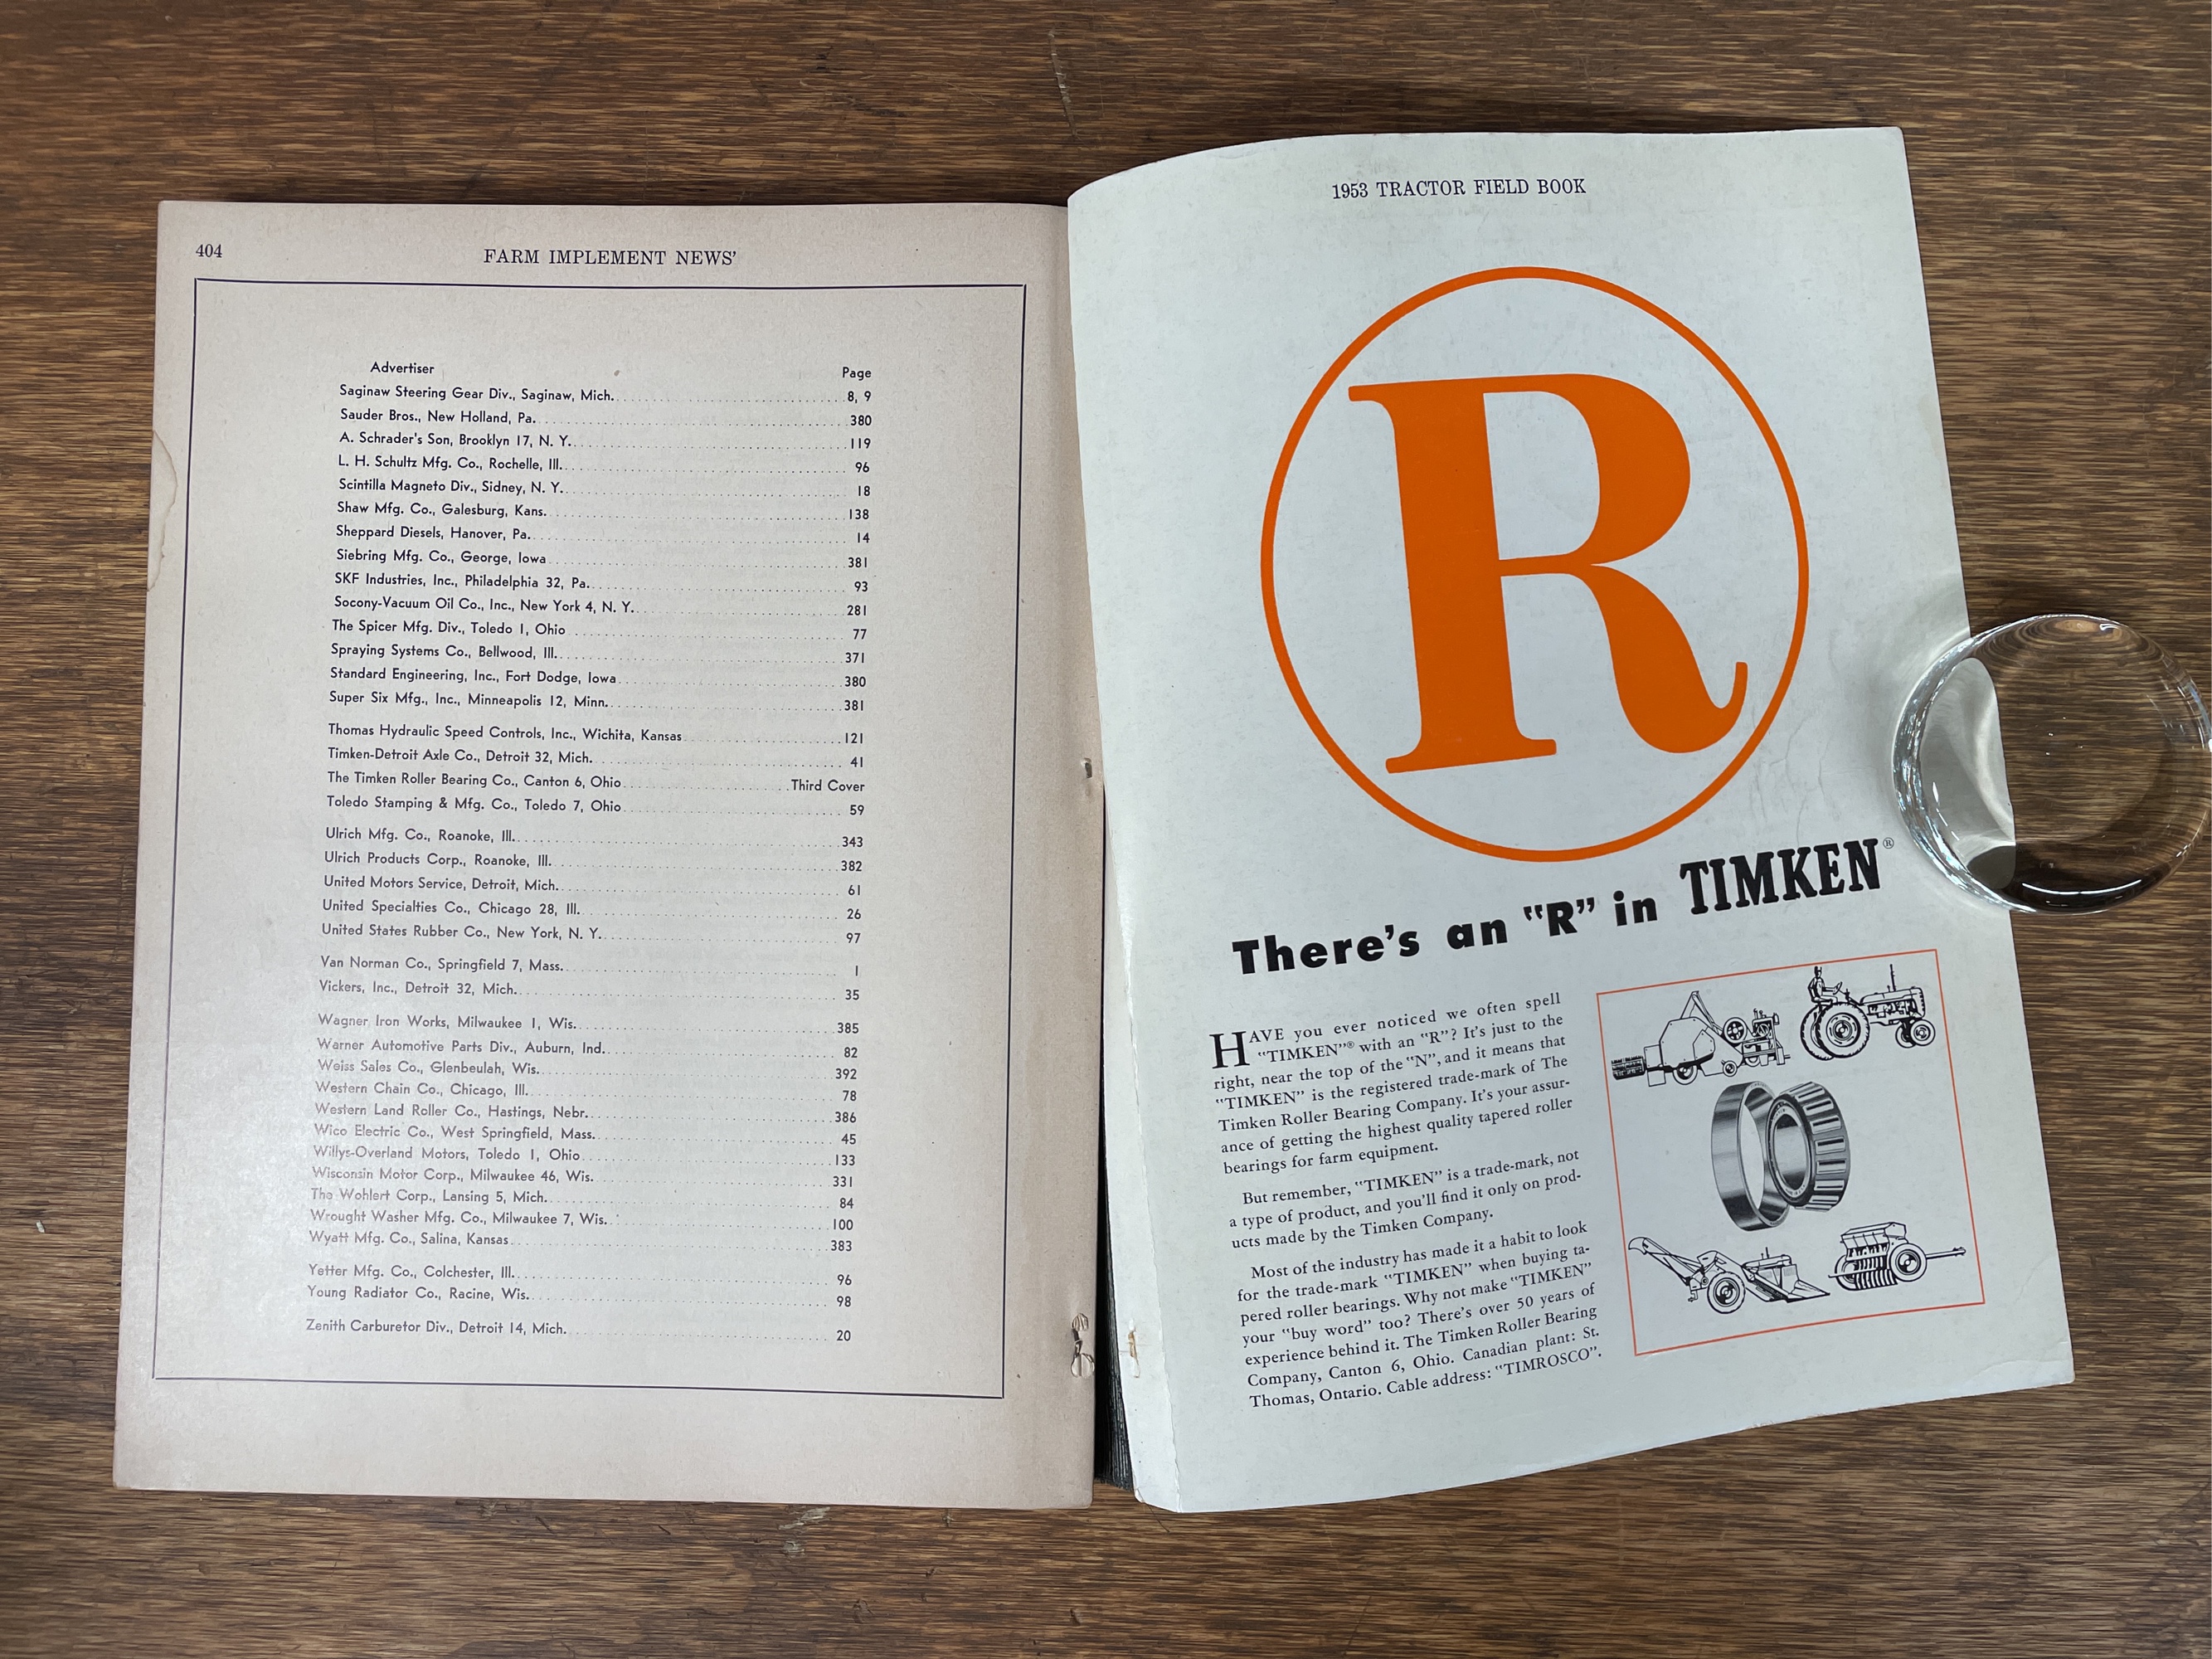 404
FARM IMPLEMENT NEWS'
Advertiser Page
Saginaw Steering Gear Div., Saginaw, Mich. 8, 9
Sauder Bros., New Holland, Pa. 380
A. Schrader's Son, Brooklyn 17, N. Y. 119
L. H. Schultz Mfg. Co., Rochelle, Ill. 96
Scintilla Magneto Div., Sidney, N. Y. 18
Shaw Mfg. Co., Galesburg, Kans. 138
Sheppard Diesels, Hanover, Pa. 14
Siebring Mfg. Co., George, Iowa 381
SKF Industries, Inc., Philadelphia 32, Pa. 93
Socony-Vacuum Oil Co., Inc., New York 4, N. Y. 281
The Spicer Mfg. Div., Toledo 1, Ohio 77
Spraying Systems Co., Bellwood, Ill. 371
Standard Engineering, Inc., Fort Dodge, Iowa 380
Super Six Mfg., Inc., Minneapolis 12, Minn. 381
Thomas Hydraulic Speed Controls, Inc., Wichita, Kansas 121
Timken-Detroit Axle Co., Detroit 32, Mich. 41
The Timken Roller Bearing Co., Canton 6, Ohio Third Cover
Toledo Stamping & Mfg. Co., Toledo 7, Ohio 59
Ulrich Mfg. Co., Roanoke, Ill. 343
Ulrich Products Corp., Roanoke, Ill. 382
United Motors Service, Detroit, Mich. 61
United Specialties Co., Chicago 28, Ill. 26
United States Rubber Co., New York, N. Y. 97
Van Norman Co., Springfield 7, Mass. 1
Vickers, Inc., Detroit 32, Mich. 35
Wagner Iron Works, Milwaukee 1, Wis. 385
Warner Automotive Parts Div., Auburn, Ind. 82
Weiss Sales Co., Glenbeulah, Wis. 392
Western Chain Co., Chicago, Ill. 78
Western Land Roller Co., Hastings, Nebr. 386
Wico Electric Co., West Springfield, Mass. 45
Willys-Overland Motors, Toledo 1, Ohio 133
Wisconsin Motor Corp., Milwaukee 46, Wis. 331
The Wohlert Corp., Lansing 5, Mich. 84
Wrought Washer Mfg. Co., Milwaukee 7, Wis. 100
Wyatt Mfg. Co., Salina, Kansas 383
Yetter Mfg. Co., Colchester, Ill. 96
Young Radiator Co., Racine, Wis. 98
Zenith Carburetor Div., Detroit 14, Mich. 20
1953 TRACTOR FIELD BOOK
R
There's an "R" in TIMKEN®
HAVE you ever noticed we often spell
"TIMKEN"® with an "R"? It's just to the
right, near the top of the "N", and it means that
"TIMKEN" is the registered trade-mark of The
Timken Roller Bearing Company. It's your assur-
ance of getting the highest quality tapered roller
bearings for farm equipment.
But remember, "TIMKEN" is a trade-mark, not
a type of product, and you'll find it only on prod-
ucts made by the Timken Company.
Most of the industry has made it a habit to look
for the trade-mark "TIMKEN" when buying ta-
pered roller bearings. Why not make "TIMKEN"
your "buy word" too? There's over 50 years of
experience behind it. The Timken Roller Bearing
Company, Canton 6, Ohio. Canadian plant: St.
Thomas, Ontario. Cable address: "TIMROSCO".